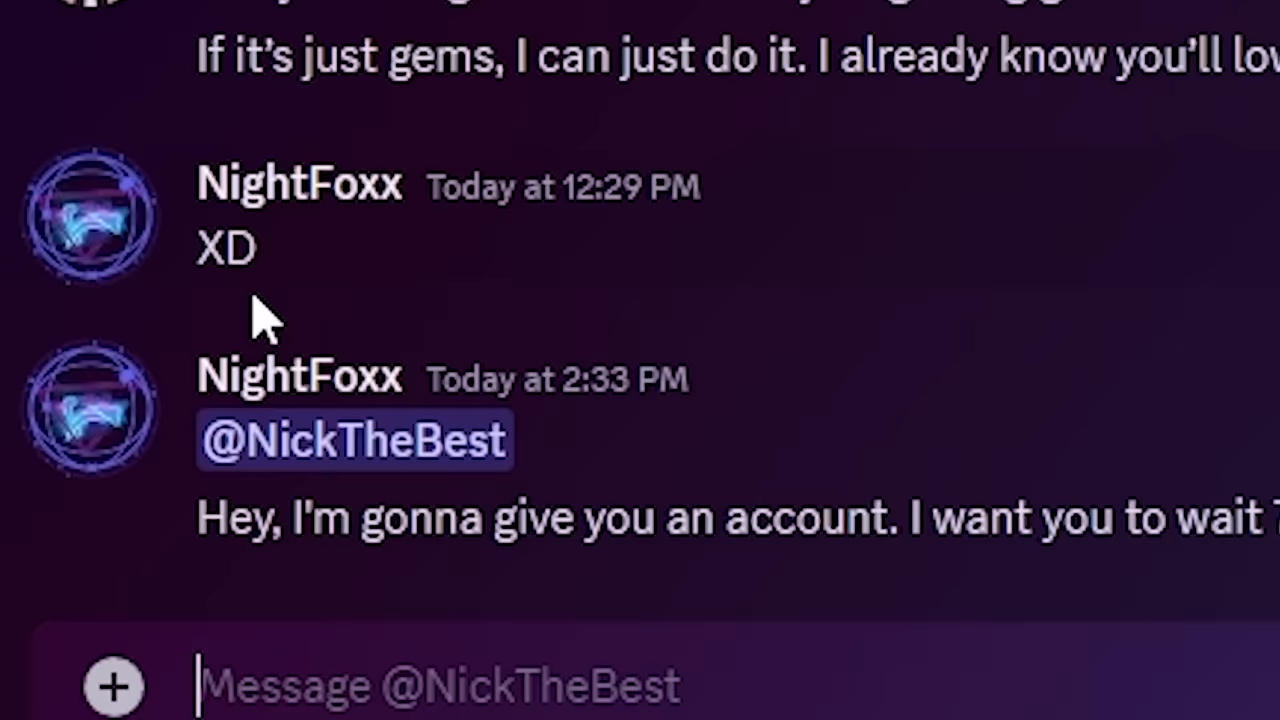 If it’s just gems, I can just do it. I already know you’ll
NightFoxx Today at 12:29 PM
XD
NightFoxx Today at 2:33 PM
@NickTheBest
Hey, I'm gonna give you an account. I want you to wait
Message @NickTheBest